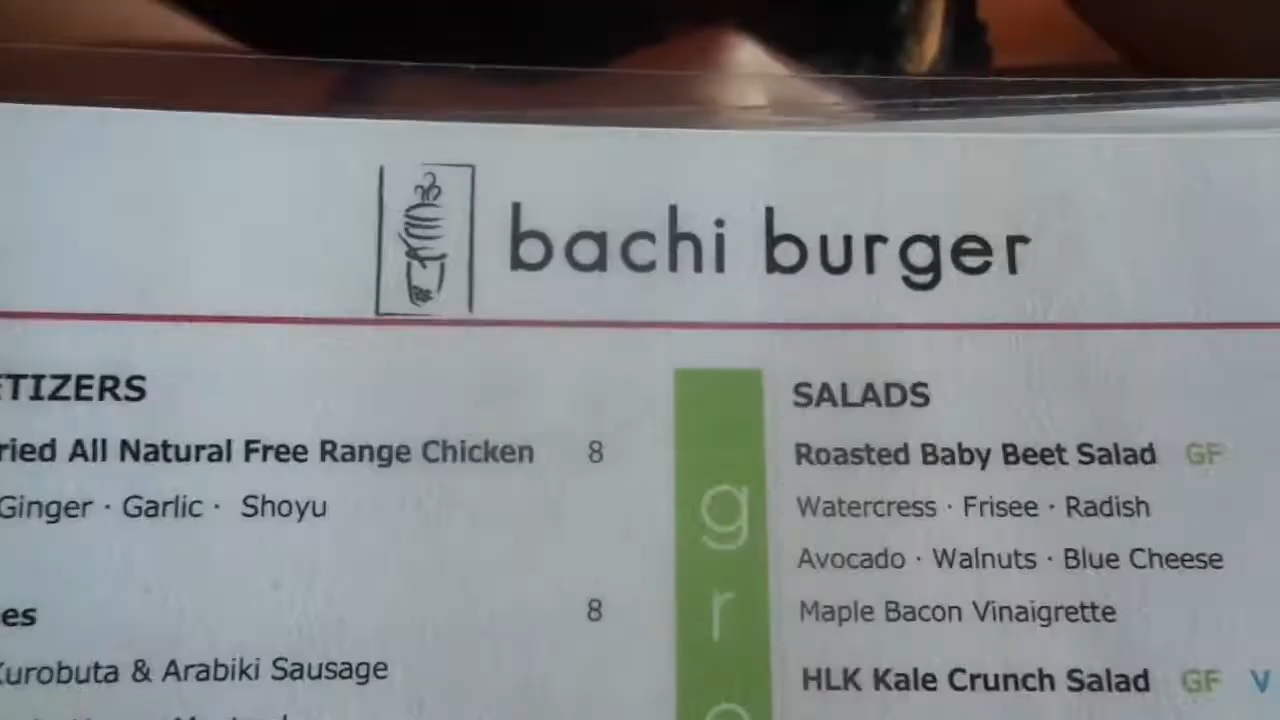 bachi burger
TIZERS
ried All Natural Free Range Chicken 8
Ginger · Garlic · Shoyu
es 8
Kurobuta & Arabiki Sausage
g
r
SALADS
Roasted Baby Beet Salad GF
Watercress · Frisee · Radish
Avocado · Walnuts · Blue Cheese
Maple Bacon Vinaigrette
HLK Kale Crunch Salad GF V